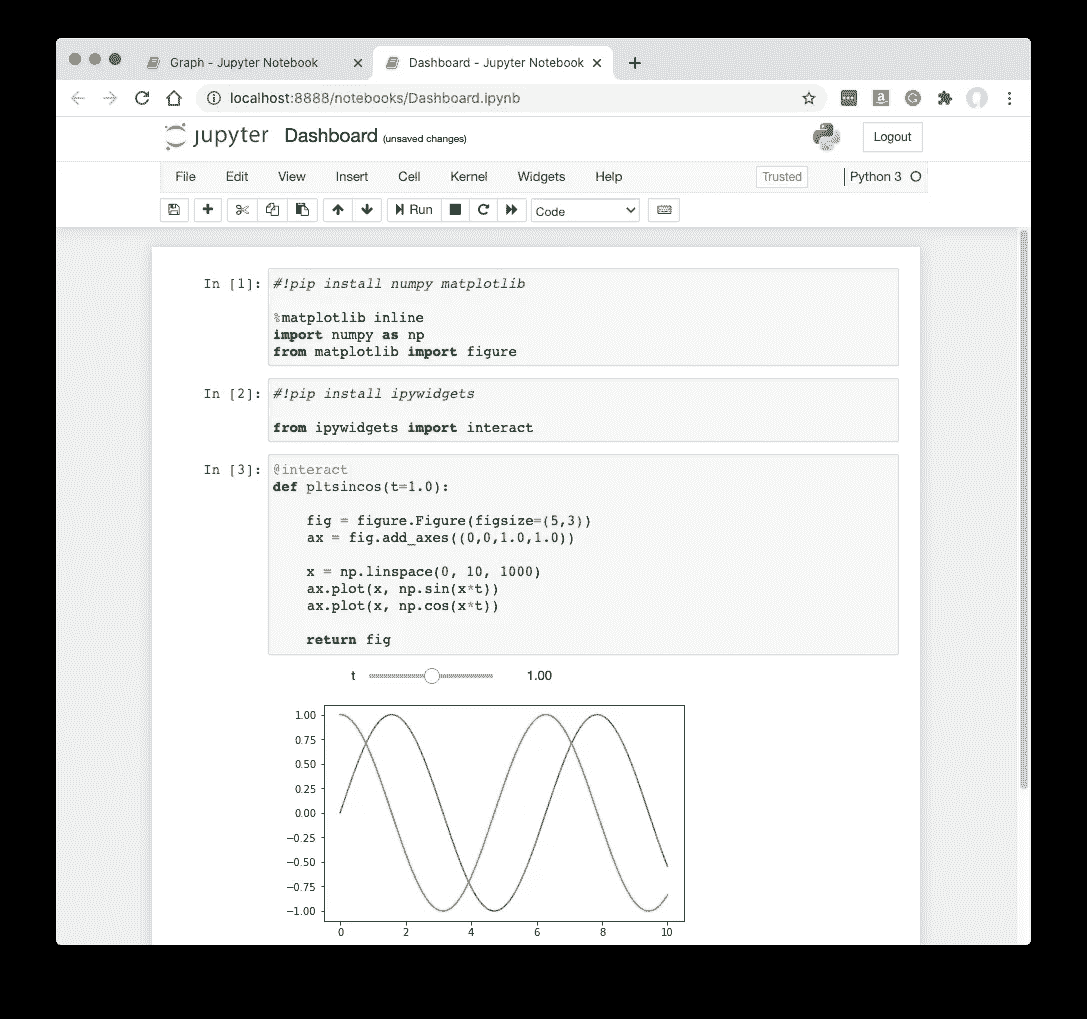 Graph - Jupyter Notebook × Dashboard - Jupyter Notebook × +
localhost:8888/notebooks/Dashboard.ipynb
jupyter Dashboard (unsaved changes) Logout
File Edit View Insert Cell Kernel Widgets Help Trusted Python 3
Run Code
In [1]: #!pip install numpy matplotlib
%matplotlib inline
import numpy as np
from matplotlib import figure
In [2]: #!pip install ipywidgets
from ipywidgets import interact
In [3]: @interact
def pltsincos(t=1.0):
fig = figure.Figure(figsize=(5,3))
ax = fig.add_axes((0,0,1.0,1.0))
x = np.linspace(0, 10, 1000)
ax.plot(x, np.sin(x*t))
ax.plot(x, np.cos(x*t))
return fig
t 1.00
1.00
0.75
0.50
0.25
0.00
−0.25
−0.50
−0.75
−1.00
0 2 4 6 8 10